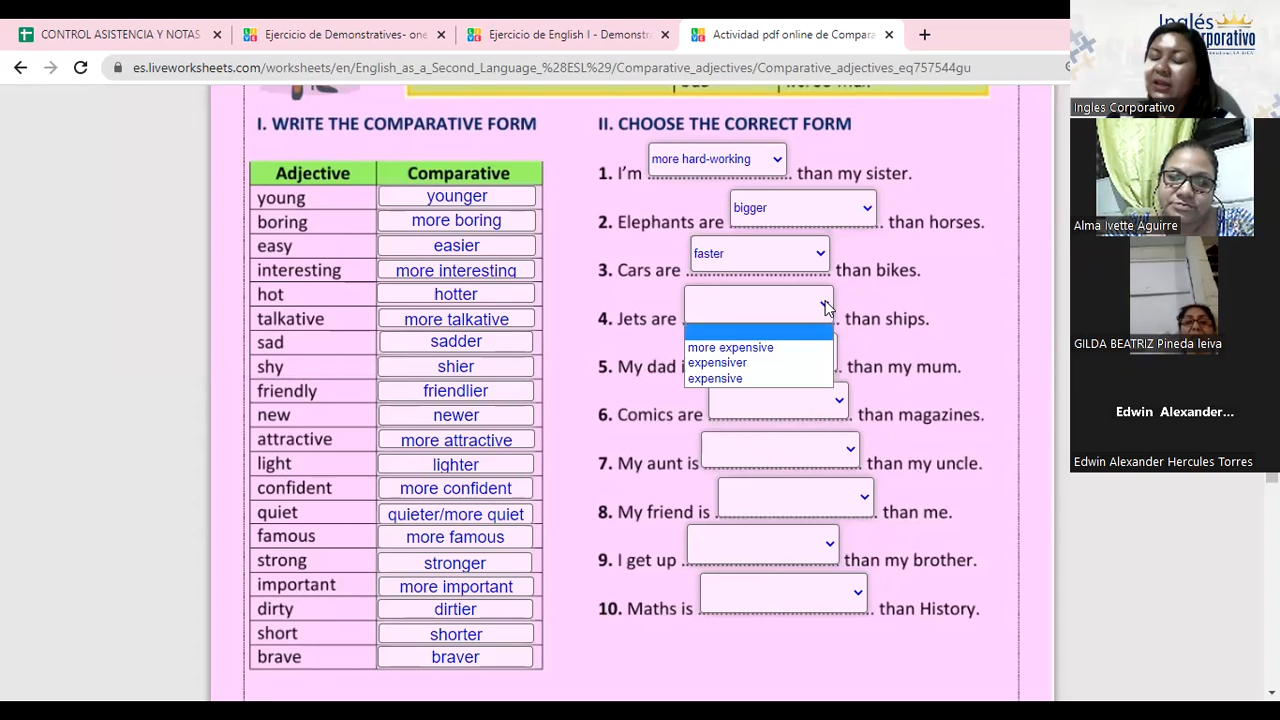 CONTROL ASISTENCIA Y NOTAS
Ejercicio de Demonstratives- one
Ejercicio de English I - Demonstr
Actividad pdf online de Compara
es.liveworksheets.com/worksheets/en/English_as_a_Second_Language_%28ESL%29/Comparative_adjectives/Comparative_adjectives_eq757544gu
I. WRITE THE COMPARATIVE FORM
Adjective Comparative
young younger
boring more boring
easy easier
interesting more interesting
hot hotter
talkative more talkative
sad sadder
shy shier
friendly friendlier
new newer
attractive more attractive
light lighter
confident more confident
quiet quieter/more quiet
famous more famous
strong stronger
important more important
dirty dirtier
short shorter
brave braver
II. CHOOSE THE CORRECT FORM
1. I'm more hard-working than my sister.
2. Elephants are bigger than horses.
3. Cars are faster than bikes.
4. Jets are than ships.
more expensive
expensiver
expensive
5. My dad than my mum.
6. Comics are than magazines.
7. My aunt is than my uncle.
8. My friend is than me.
9. I get up than my brother.
10. Maths is than History.
Inglés
Corporativo
Ingles Corporativo
Alma Ivette Aguirre
GILDA BEATRIZ Pineda leiva
Edwin Alexander...
Edwin Alexander Hercules Torres